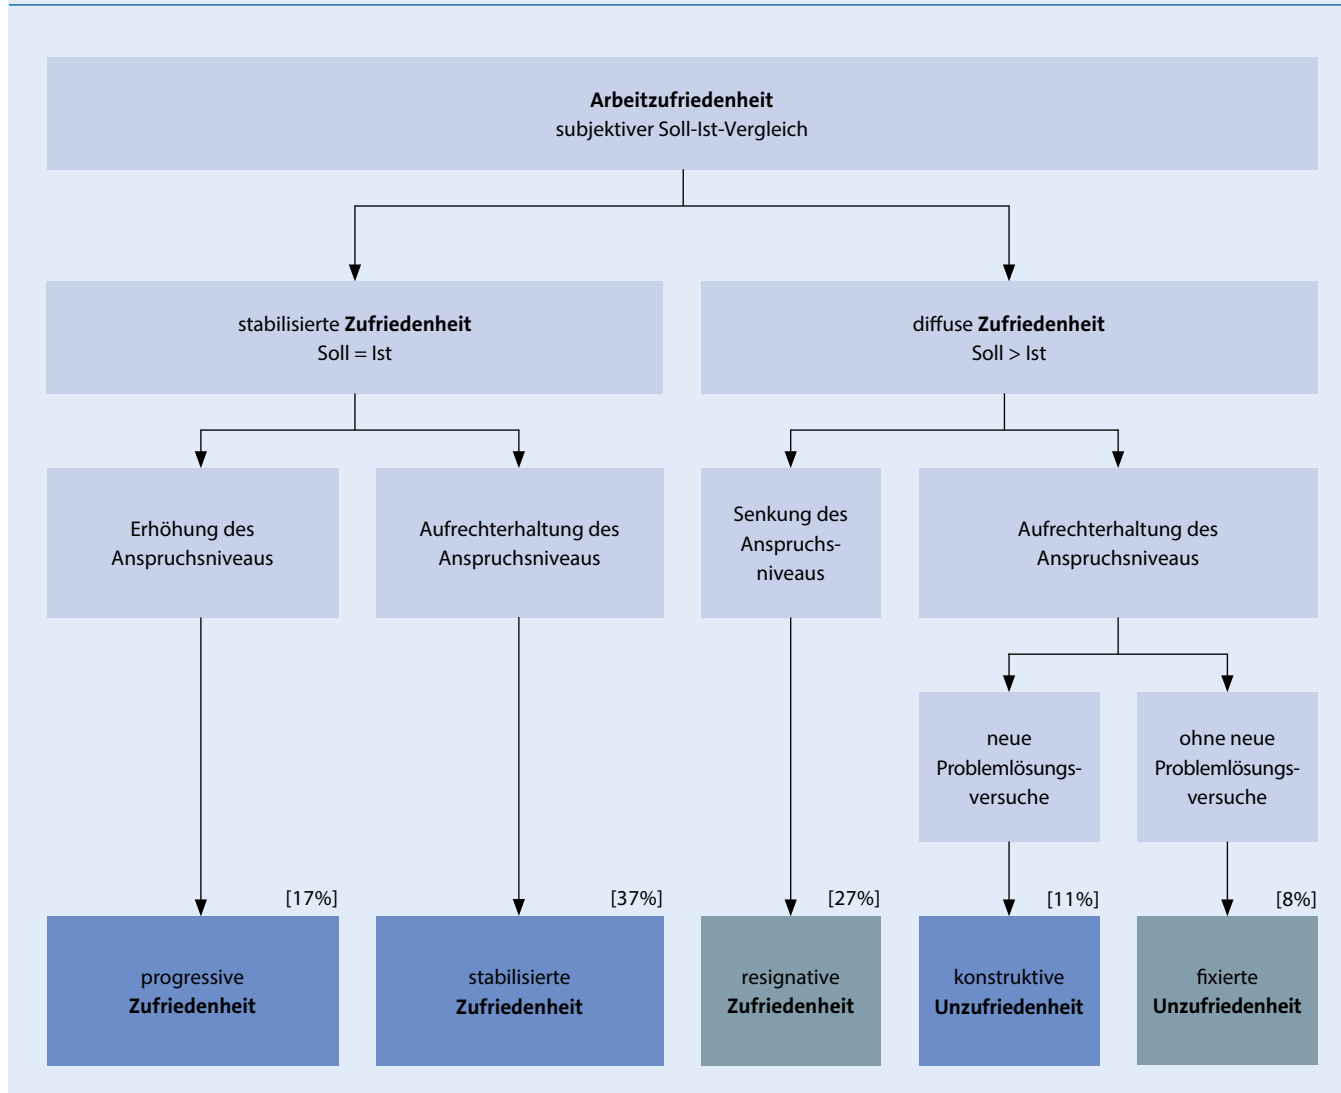 Arbeitzufriedenheit
subjektiver Soll-Ist-Vergleich
stabilisierte Zufriedenheit
Soll = Ist
diffuse Zufriedenheit
Soll > Ist
Erhöhung des
Anspruchsniveaus
Aufrechterhaltung des
Anspruchsniveaus
Senkung des
Anspruchs-
niveaus
Aufrechterhaltung des
Anspruchsniveaus
neue
Problemlösungs-
versuche
ohne neue
Problemlösungs-
versuche
[17%]
progressive
Zufriedenheit
[37%]
stabilisierte
Zufriedenheit
[27%]
resignative
Zufriedenheit
[11%]
konstruktive
Unzufriedenheit
[8%]
fixierte
Unzufriedenheit